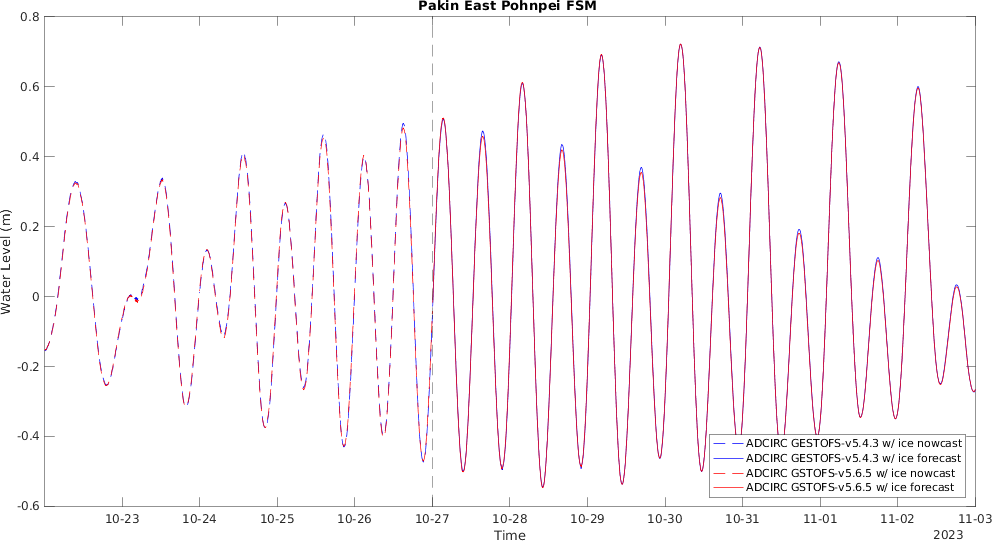 Pakin East Pohnpei FSM
0.8
0.6
0.4
0.2
0
-0.2
-0.4
-0.6
Water Level (m)
ADCIRC GESTOFS-v5.4.3 w/ ice nowcast
ADCIRC GESTOFS-v5.4.3 w/ ice forecast
ADCIRC GSTOFS-v5.6.5 w/ ice nowcast
ADCIRC GSTOFS-v5.6.5 w/ ice forecast
10-23 10-24 10-25 10-26 10-27 10-28 10-29 10-30 10-31 11-01 11-02 11-03
Time
2023